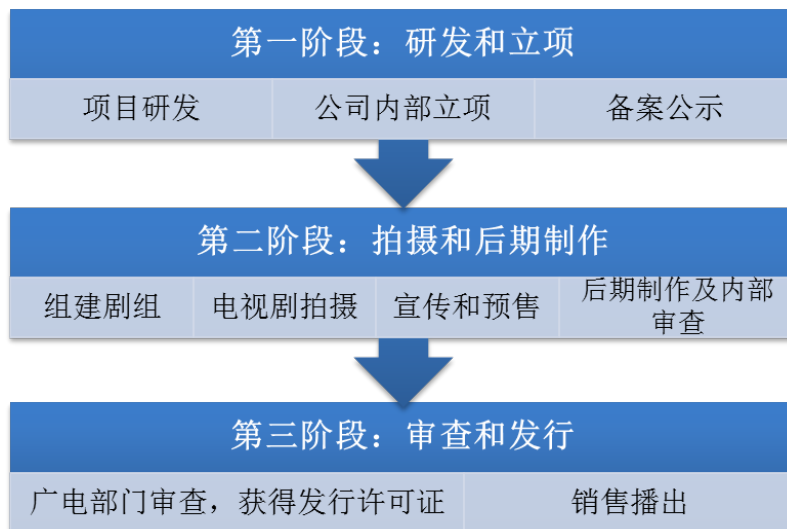 第一阶段：研发和立项
项目研发
公司内部立项
备案公示
第二阶段：拍摄和后期制作
组建剧组
电视剧拍摄
宣传和预售
后期制作及内部
审查
第三阶段：审查和发行
广电部门审查，获得发行许可证
销售播出